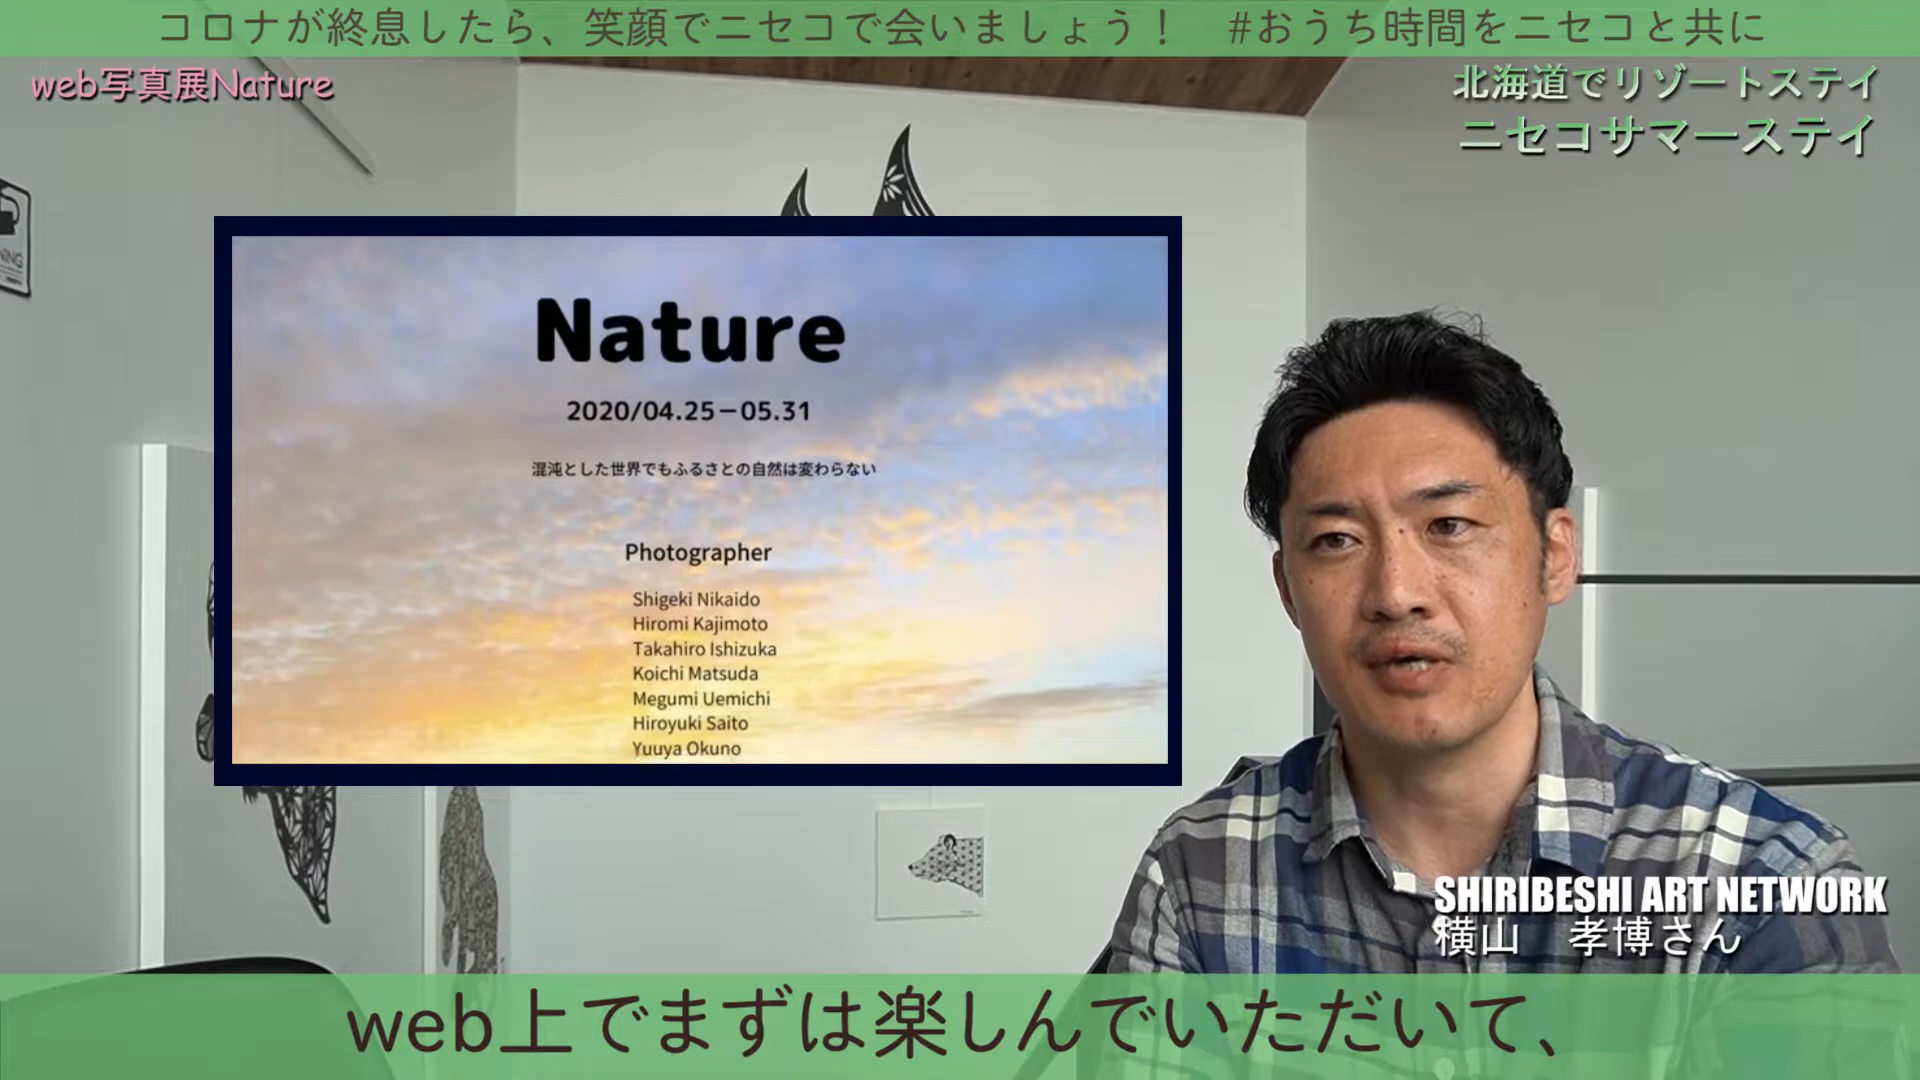 コロナが終息したら、笑顔でニセコで会いましょう！　#おうち時間をニセコと共に
web写真展Nature
北海道でリゾートステイ
ニセコサマーステイ
NING
Nature
2020/04.25－05.31
混沌とした世界でもふるさとの自然は変わらない
Photographer
Shigeki Nikaido
Hiromi Kajimoto
Takahiro Ishizuka
Koichi Matsuda
Megumi Uemichi
Hiroyuki Saito
Yuuya Okuno
SHIRIBESHI ART NETWORK
横山　孝博さん
web上でまずは楽しんでいただいて、